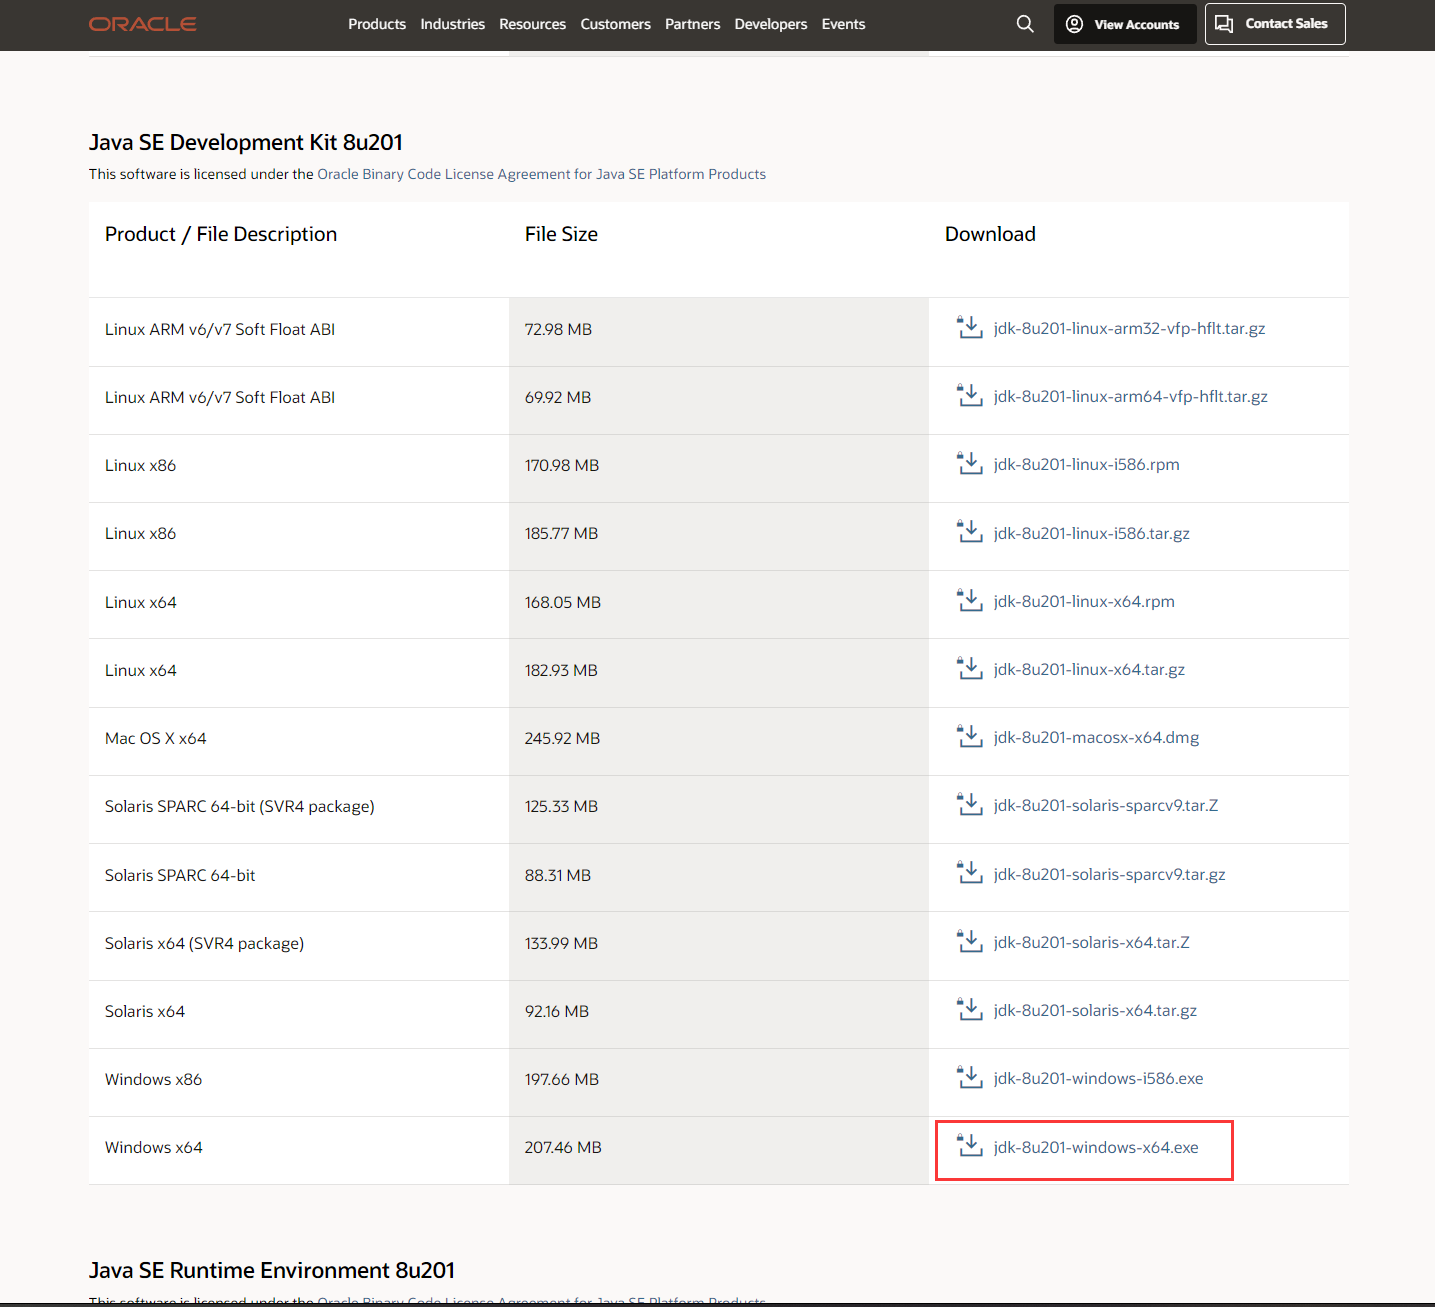 ORACLE Products Industries Resources Customers Partners Developers Events View Accounts Contact Sales
Java SE Development Kit 8u201
This software is licensed under the Oracle Binary Code License Agreement for Java SE Platform Products
Product / File Description File Size Download
Linux ARM v6/v7 Soft Float ABI 72.98 MB jdk-8u201-linux-arm32-vfp-hflt.tar.gz
Linux ARM v6/v7 Soft Float ABI 69.92 MB jdk-8u201-linux-arm64-vfp-hflt.tar.gz
Linux x86 170.98 MB jdk-8u201-linux-i586.rpm
Linux x86 185.77 MB jdk-8u201-linux-i586.tar.gz
Linux x64 168.05 MB jdk-8u201-linux-x64.rpm
Linux x64 182.93 MB jdk-8u201-linux-x64.tar.gz
Mac OS X x64 245.92 MB jdk-8u201-macosx-x64.dmg
Solaris SPARC 64-bit (SVR4 package) 125.33 MB jdk-8u201-solaris-sparcv9.tar.Z
Solaris SPARC 64-bit 88.31 MB jdk-8u201-solaris-sparcv9.tar.gz
Solaris x64 (SVR4 package) 133.99 MB jdk-8u201-solaris-x64.tar.Z
Solaris x64 92.16 MB jdk-8u201-solaris-x64.tar.gz
Windows x86 197.66 MB jdk-8u201-windows-i586.exe
Windows x64 207.46 MB jdk-8u201-windows-x64.exe
Java SE Runtime Environment 8u201
This software is licensed under the Oracle Binary Code License Agreement for Java SE Platform Products